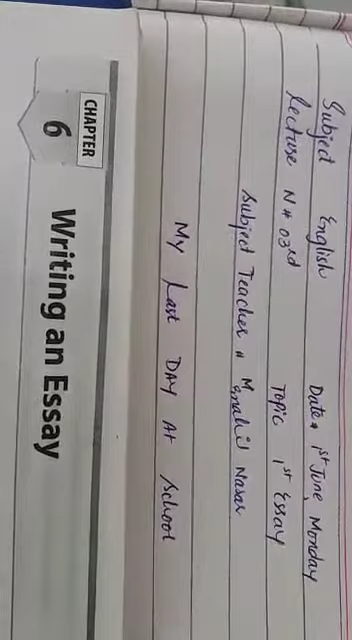 Subject English Date: 1st June, Monday
Lecture N # 03rd Topic 1st Essay
Subject Teacher :: Manahil
My Last DAY At School
CHAPTER
6
Writing an Essay